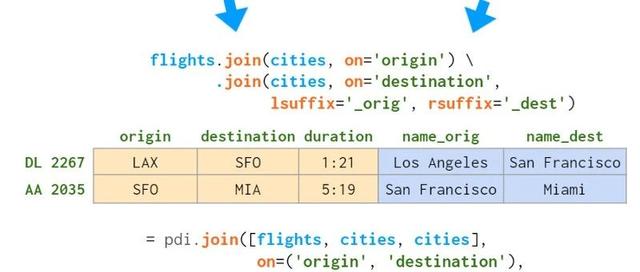 flights.join(cities, on='origin') \
.join(cities, on='destination',
lsuffix='_orig', rsuffix='_dest')
origin destination duration name_orig name_dest
DL 2267 LAX SFO 1:21 Los Angeles San Francisco
AA 2035 SFO MIA 5:19 San Francisco Miami
= pdi.join([flights, cities, cities],
on=('origin', 'destination'),